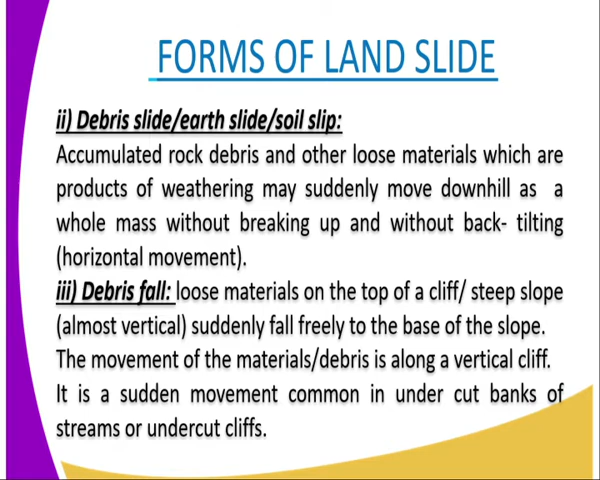 FORMS OF LAND SLIDE
ii) Debris slide/earth slide/soil slip:
Accumulated rock debris and other loose materials which are
products of weathering may suddenly move downhill as a
whole mass without breaking up and without back- tilting
(horizontal movement).
iii) Debris fall: loose materials on the top of a cliff/ steep slope
(almost vertical) suddenly fall freely to the base of the slope.
The movement of the materials/debris is along a vertical cliff.
It is a sudden movement common in under cut banks of
streams or undercut cliffs.